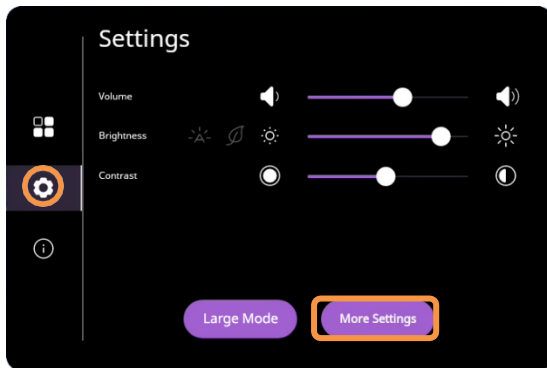 Settings
Volume
Brightness
Contrast
Large Mode
More Settings